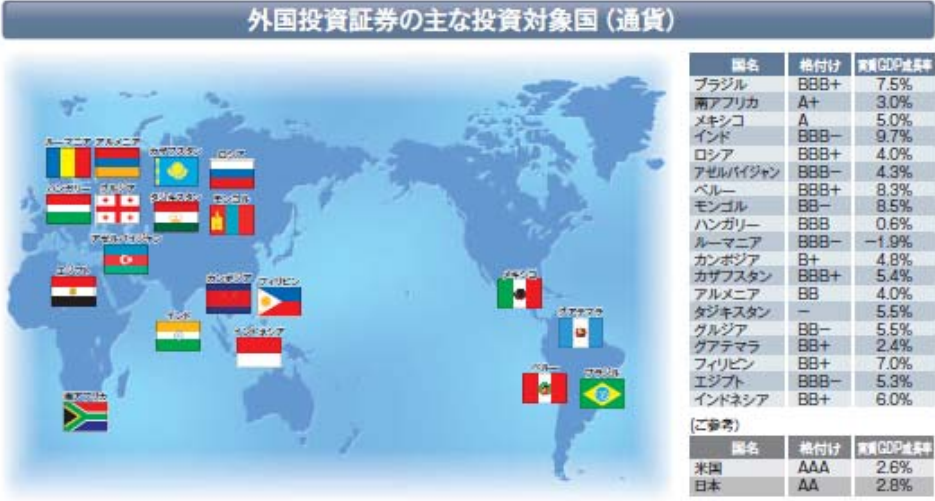 外国投資証券の主な投資対象国（通貨）
ルーマニア アルメニア
カザフスタン
ロシア
ハンガリー グルジア
タジキスタン
モンゴル
アゼルバイジャン
エジプト
カンボジア
フィリピン
インド
インドネシア
南アフリカ
メキシコ
グアテマラ
ペルー
ブラジル
国名 格付け 実質GDP成長率
ブラジル BBB+ 7.5%
南アフリカ A+ 3.0%
メキシコ A 5.0%
インド BBB− 9.7%
ロシア BBB+ 4.0%
アゼルバイジャン BBB− 4.3%
ペルー BBB+ 8.3%
モンゴル BB− 8.5%
ハンガリー BBB 0.6%
ルーマニア BBB− −1.9%
カンボジア B+ 4.8%
カザフスタン BBB+ 5.4%
アルメニア BB 4.0%
タジキスタン − 5.5%
グルジア BB− 5.5%
グアテマラ BB+ 2.4%
フィリピン BB+ 7.0%
エジプト BBB− 5.3%
インドネシア BB+ 6.0%
(ご参考)
国名 格付け 実質GDP成長率
米国 AAA 2.6%
日本 AA 2.8%